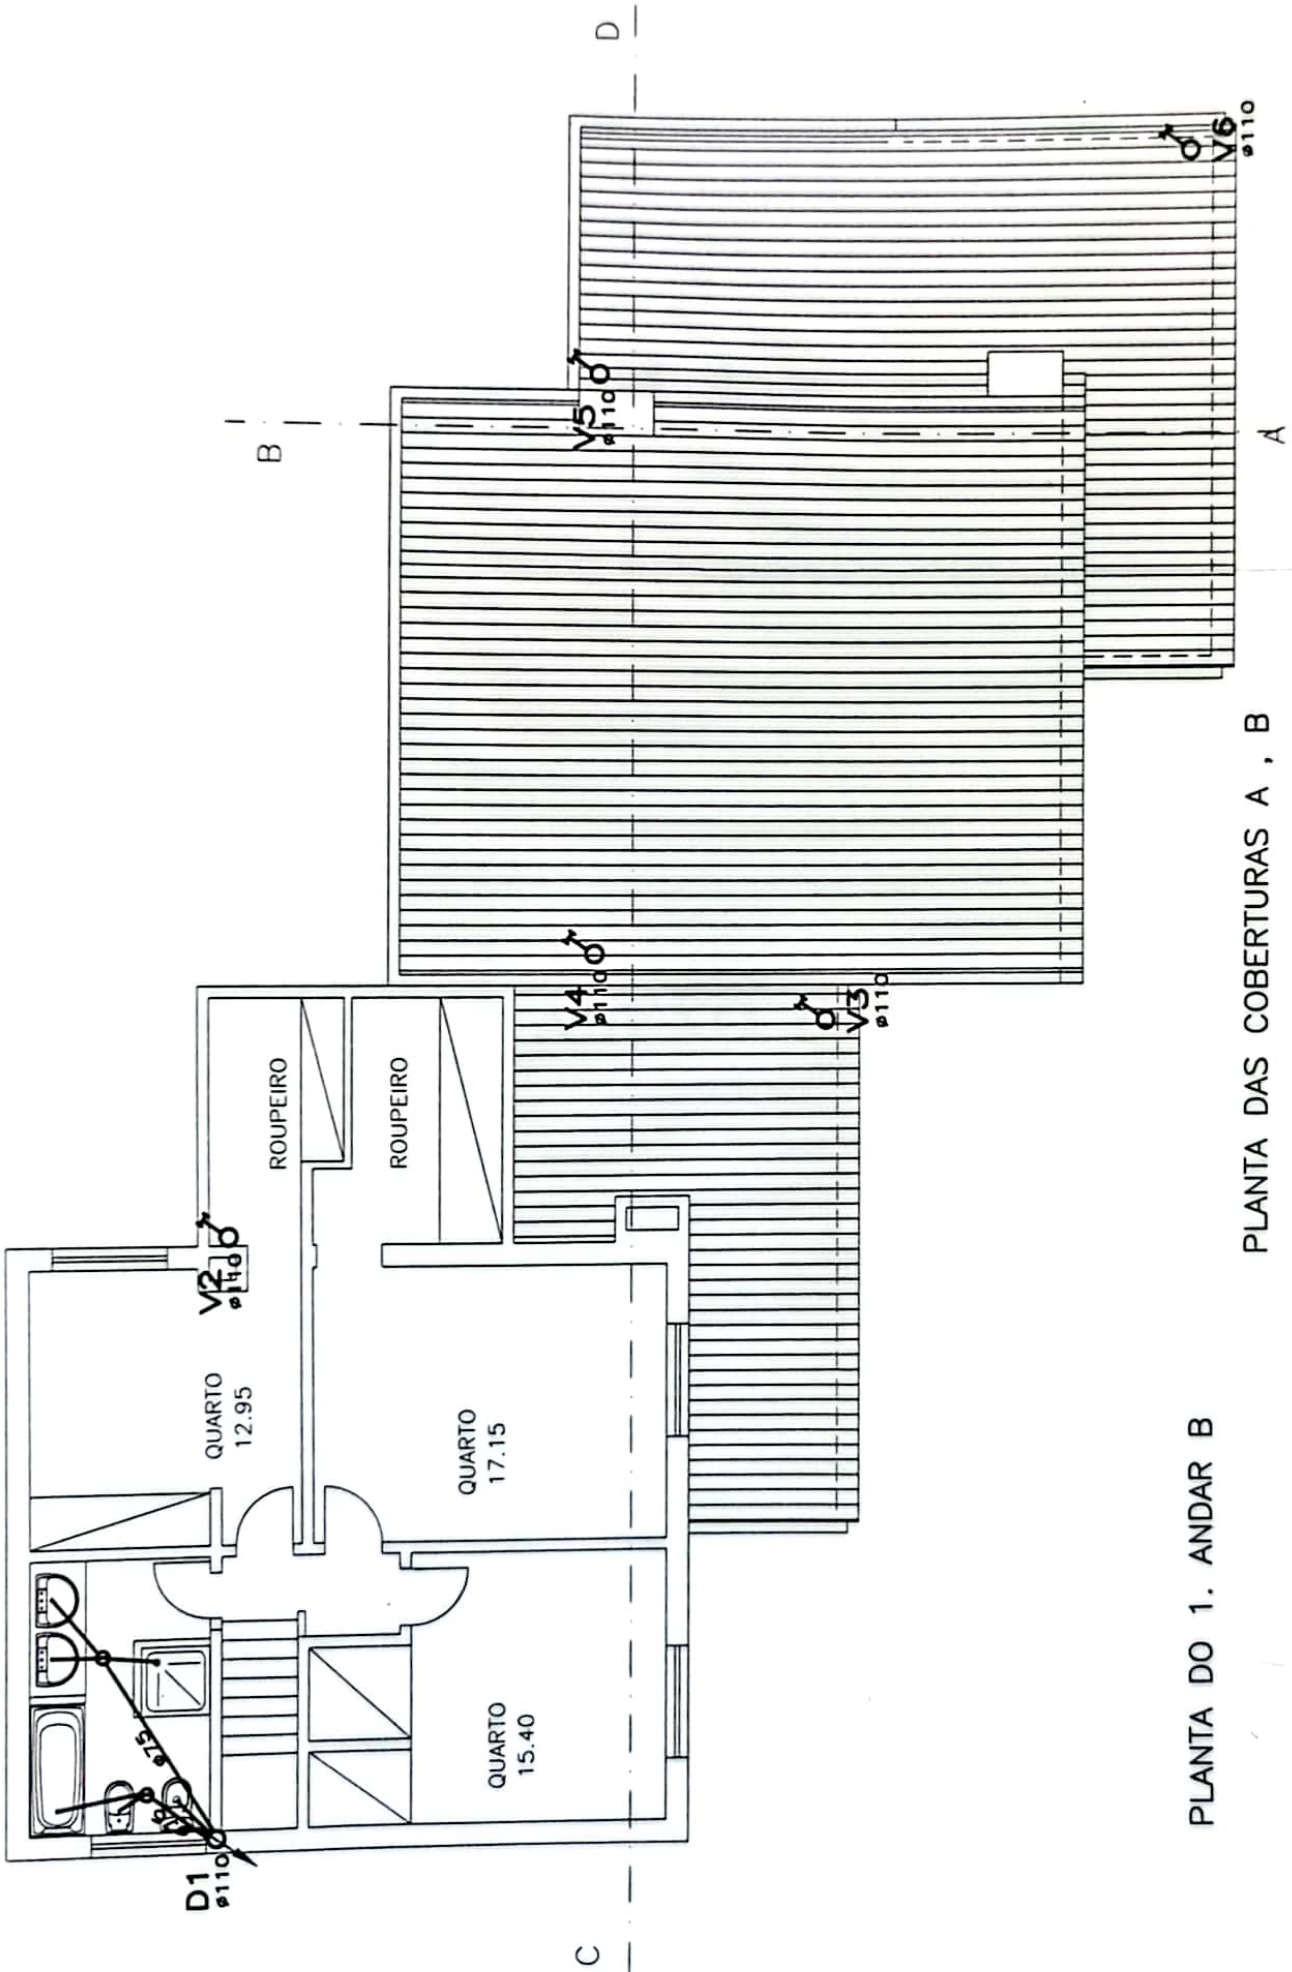 D1
ø110
ø75
V2
ø110
QUARTO
12.95
ROUPEIRO
ROUPEIRO
B
QUARTO
17.15
QUARTO
15.40
V4
ø110
V5
ø110
C
D
V3
ø110
V6
ø110
A
PLANTA DO 1. ANDAR B
PLANTA DAS COBERTURAS A , B